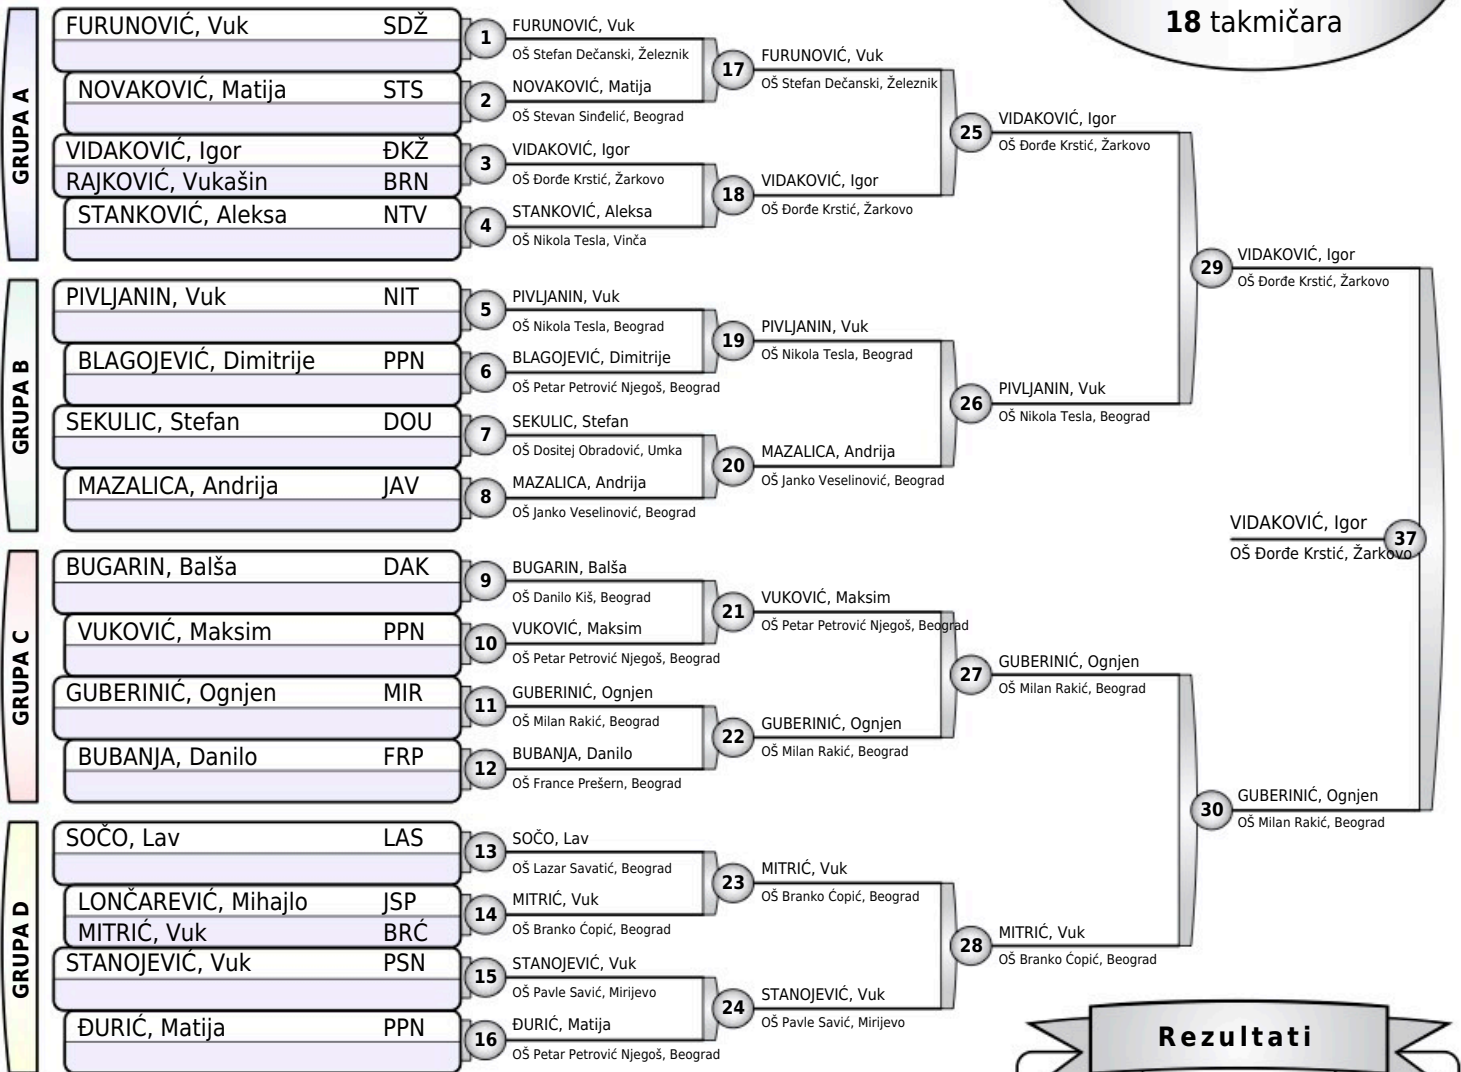 18 takmičara
GRUPA A
FURUNOVIĆ, Vuk SDŽ
NOVAKOVIĆ, Matija STS
VIDAKOVIĆ, Igor ĐKŽ
RAJKOVIĆ, Vukašin BRN
STANKOVIĆ, Aleksa NTV
GRUPA B
PIVLJANIN, Vuk NIT
BLAGOJEVIĆ, Dimitrije PPN
SEKULIC, Stefan DOU
MAZALICA, Andrija JAV
GRUPA C
BUGARIN, Balša DAK
VUKOVIĆ, Maksim PPN
GUBERINIĆ, Ognjen MIR
BUBANJA, Danilo FRP
GRUPA D
SOČO, Lav LAS
LONČAREVIĆ, Mihajlo JSP
MITRIĆ, Vuk BRĆ
STANOJEVIĆ, Vuk PSN
ĐURIĆ, Matija PPN
1 FURUNOVIĆ, Vuk
OŠ Stefan Dečanski, Železnik
2 NOVAKOVIĆ, Matija
OŠ Stevan Sinđelić, Beograd
3 VIDAKOVIĆ, Igor
OŠ Đorđe Krstić, Žarkovo
4 STANKOVIĆ, Aleksa
OŠ Nikola Tesla, Vinča
5 PIVLJANIN, Vuk
OŠ Nikola Tesla, Beograd
6 BLAGOJEVIĆ, Dimitrije
OŠ Petar Petrović Njegoš, Beograd
7 SEKULIC, Stefan
OŠ Dositej Obradović, Umka
8 MAZALICA, Andrija
OŠ Janko Veselinović, Beograd
9 BUGARIN, Balša
OŠ Danilo Kiš, Beograd
10 VUKOVIĆ, Maksim
OŠ Petar Petrović Njegoš, Beograd
11 GUBERINIĆ, Ognjen
OŠ Milan Rakić, Beograd
12 BUBANJA, Danilo
OŠ France Prešern, Beograd
13 SOČO, Lav
OŠ Lazar Savatić, Beograd
14 MITRIĆ, Vuk
OŠ Branko Ćopić, Beograd
15 STANOJEVIĆ, Vuk
OŠ Pavle Savić, Mirijevo
16 ĐURIĆ, Matija
OŠ Petar Petrović Njegoš, Beograd
17 FURUNOVIĆ, Vuk
OŠ Stefan Dečanski, Železnik
18 VIDAKOVIĆ, Igor
OŠ Đorđe Krstić, Žarkovo
19 PIVLJANIN, Vuk
OŠ Nikola Tesla, Beograd
20 MAZALICA, Andrija
OŠ Janko Veselinović, Beograd
21 VUKOVIĆ, Maksim
OŠ Petar Petrović Njegoš, Beograd
22 GUBERINIĆ, Ognjen
OŠ Milan Rakić, Beograd
23 MITRIĆ, Vuk
OŠ Branko Ćopić, Beograd
24 STANOJEVIĆ, Vuk
OŠ Pavle Savić, Mirijevo
25 VIDAKOVIĆ, Igor
OŠ Đorđe Krstić, Žarkovo
26 PIVLJANIN, Vuk
OŠ Nikola Tesla, Beograd
27 GUBERINIĆ, Ognjen
OŠ Milan Rakić, Beograd
28 MITRIĆ, Vuk
OŠ Branko Ćopić, Beograd
29 VIDAKOVIĆ, Igor
OŠ Đorđe Krstić, Žarkovo
30 GUBERINIĆ, Ognjen
OŠ Milan Rakić, Beograd
VIDAKOVIĆ, Igor 37
OŠ Đorđe Krstić, Žarkovo
Rezultati